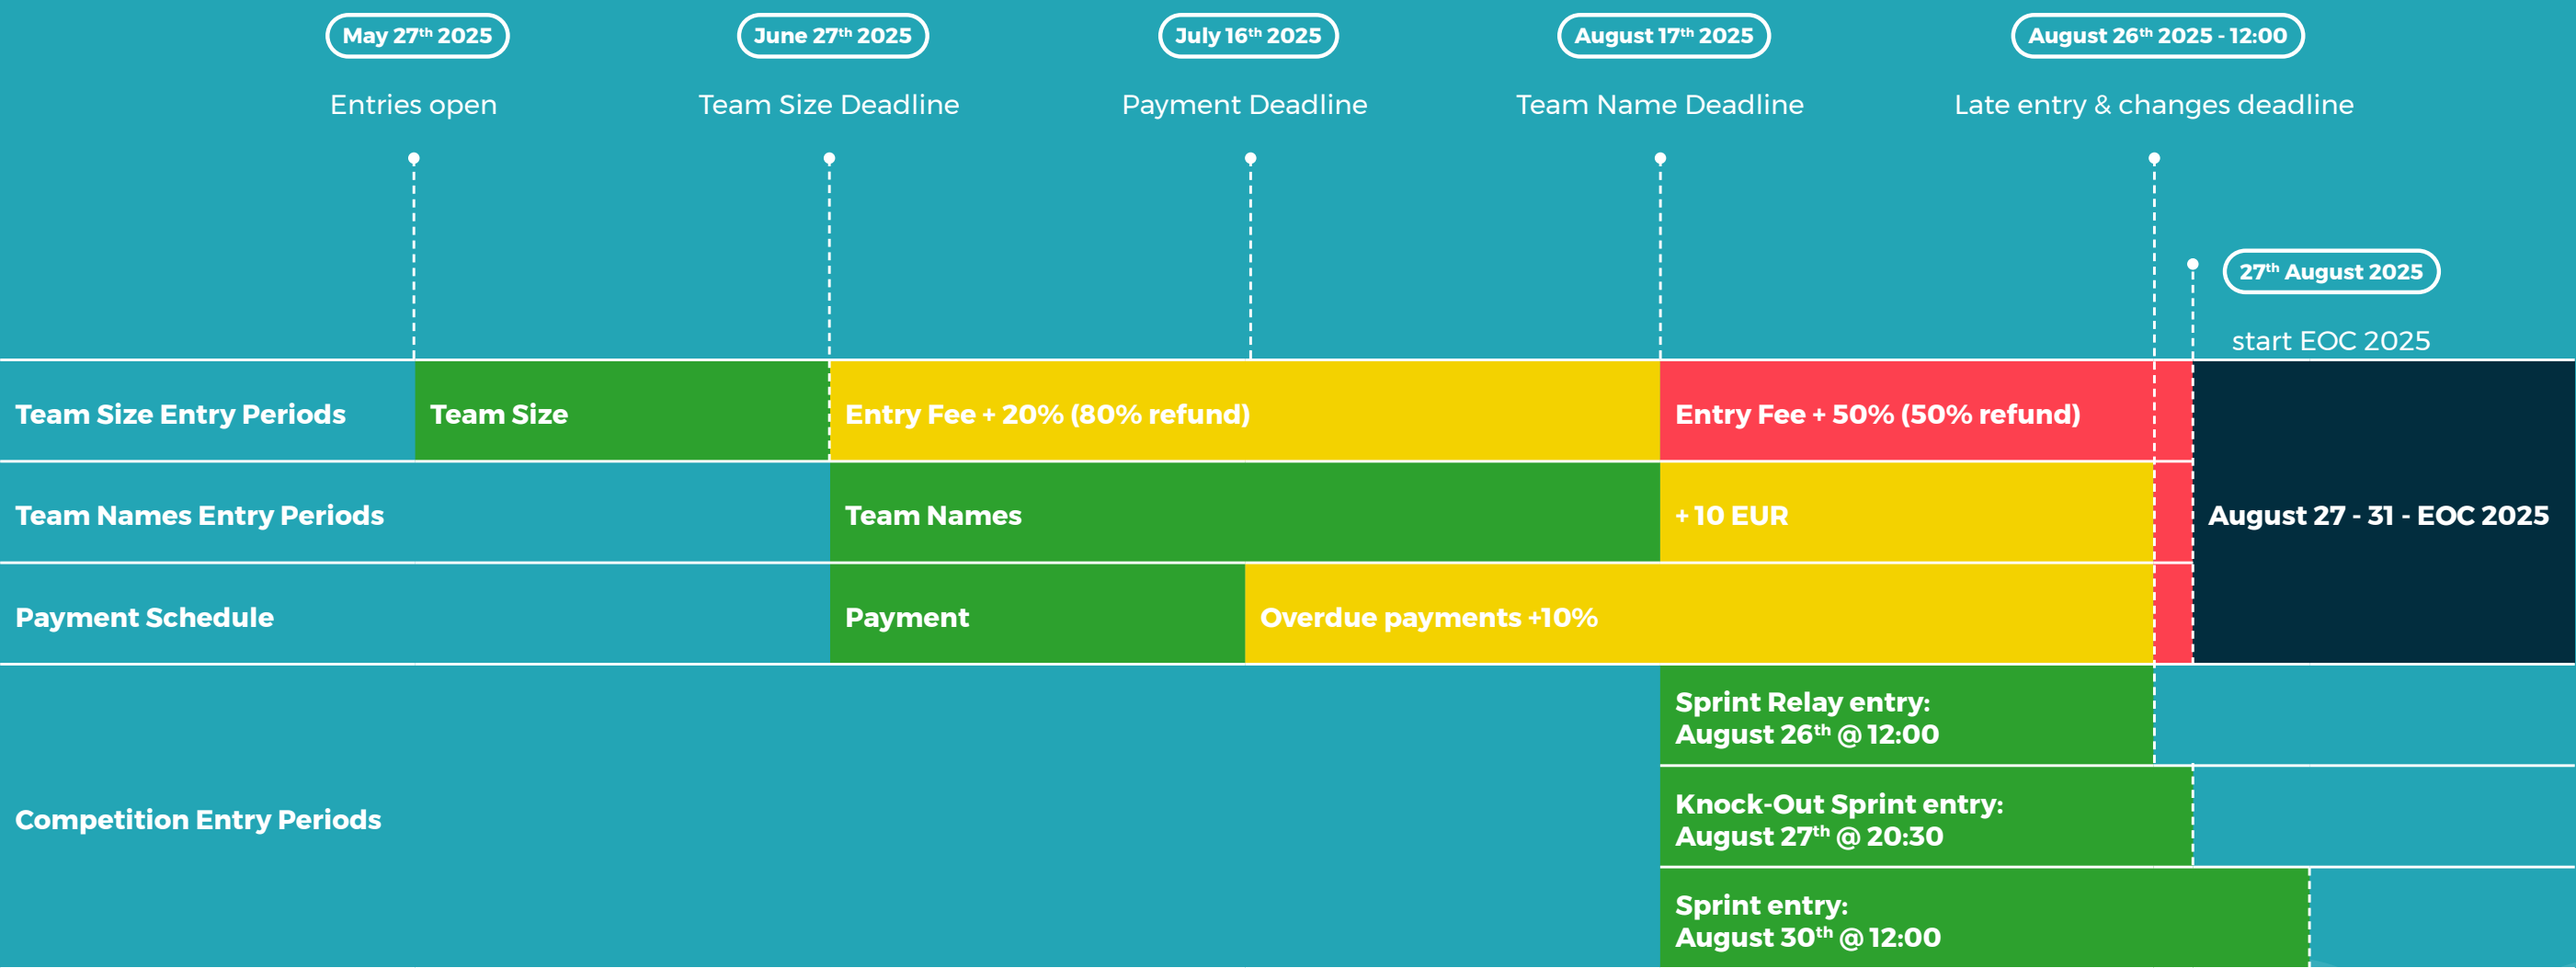 May 27th 2025
June 27th 2025
July 16th 2025
August 17th 2025
August 26th 2025 - 12:00
Entries open
Team Size Deadline
Payment Deadline
Team Name Deadline
Late entry & changes deadline
27th August 2025
start EOC 2025
Team Size Entry Periods
Team Size
Entry Fee + 20% (80% refund)
Entry Fee + 50% (50% refund)
Team Names Entry Periods
Team Names
+ 10 EUR
August 27 - 31 - EOC 2025
Payment Schedule
Payment
Overdue payments +10%
Competition Entry Periods
Sprint Relay entry:
August 26th @ 12:00
Knock-Out Sprint entry:
August 27th @ 20:30
Sprint entry:
August 30th @ 12:00